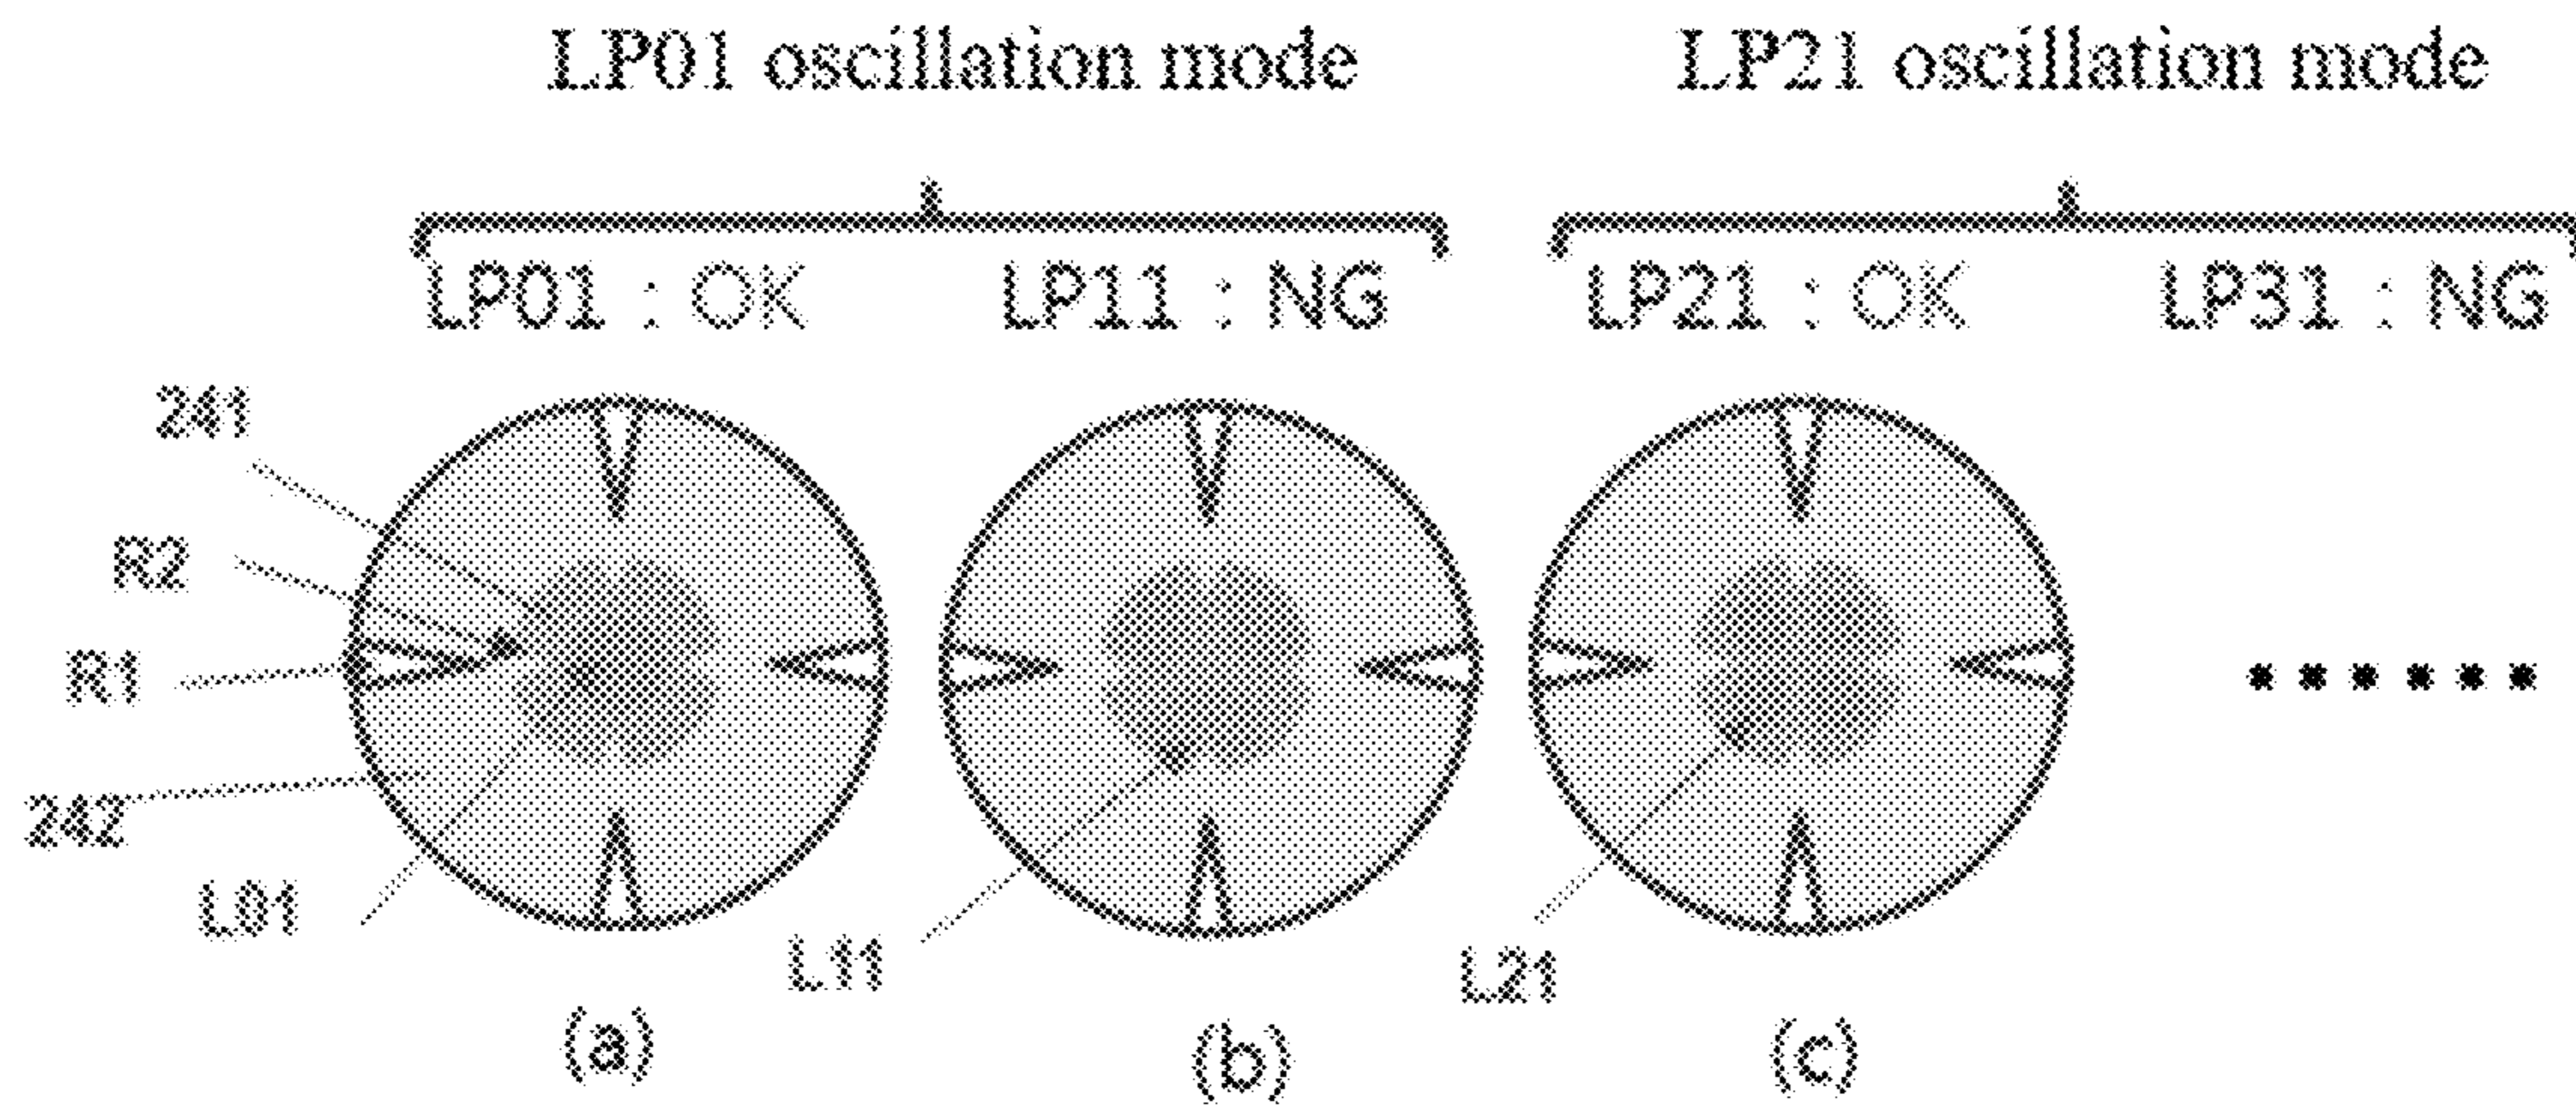 LP01 oscillation mode LP21 oscillation mode
LP01 : OK LP11 : NG LP21 : OK LP31 : NG
241
R2
R1
242
L01
L11
L21
(a) (b) (c)